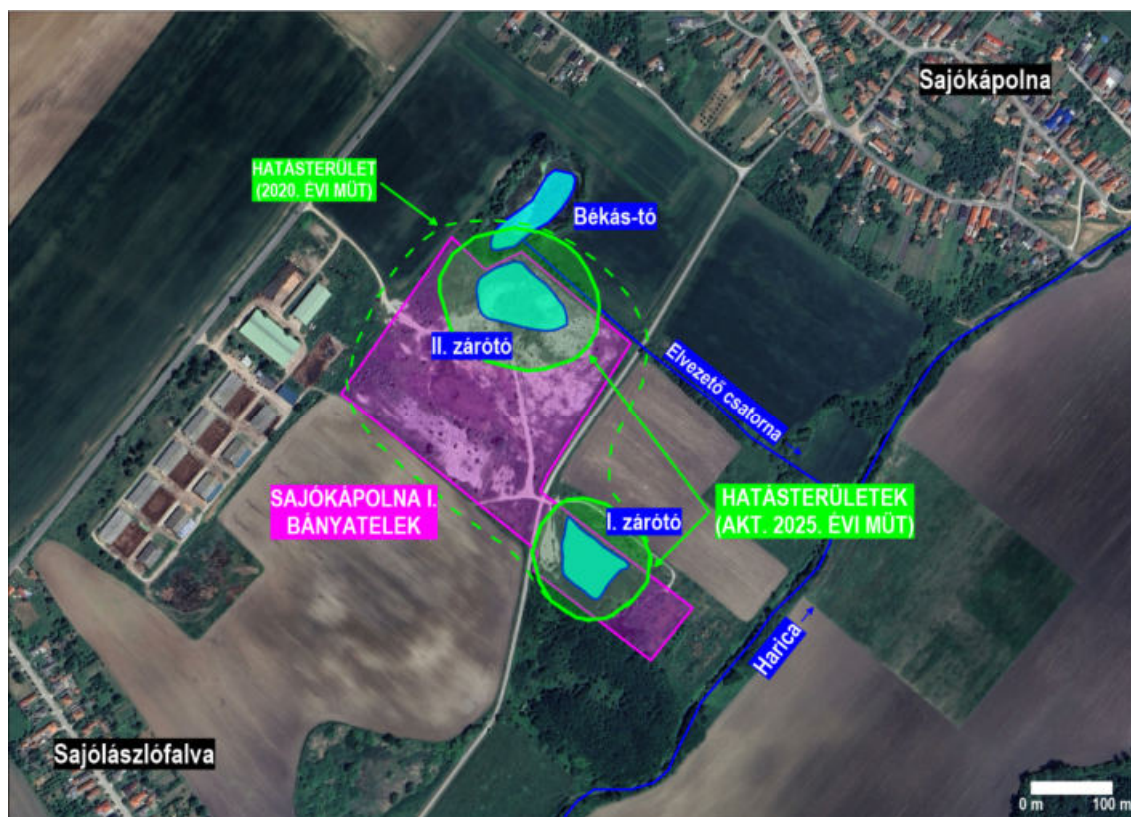 Sajókápolna
HATÁSTERÜLET
(2020. ÉVI MÜT)
Békás-tó
II. zárótó
Elvezető csatorna
SAJÓKÁPOLNA I.
BÁNYATELEK
I. zárótó
HATÁSTERÜLETEK
(AKT. 2025. ÉVI MÜT)
Harica
Sajólászlófalva
0 m 100 m